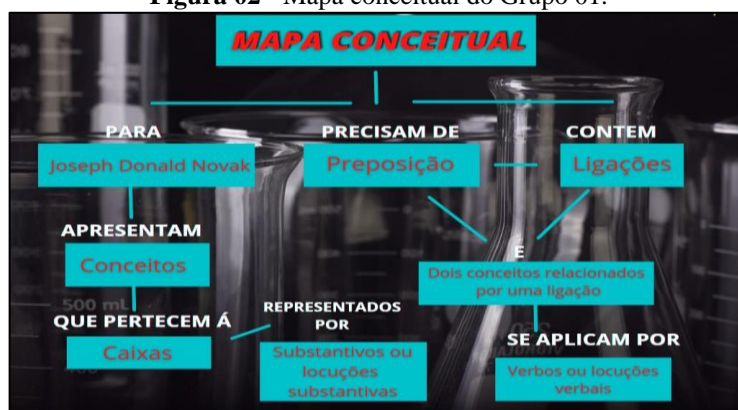 Figura 02 - Mapa conceitual do Grupo 01.
MAPA CONCEITUAL
PARA
Joseph Donald Novak
APRESENTAM
Conceitos
QUE PERTECEM Á
Caixas
REPRESENTADOS
POR
Substantivos ou
locuções
substantivas
PRECISAM DE
Preposição
CONTEM
Ligações
E
Dois conceitos relacionados
por uma ligação
SE APLICAM POR
Verbos ou locuções
verbais
500 mL